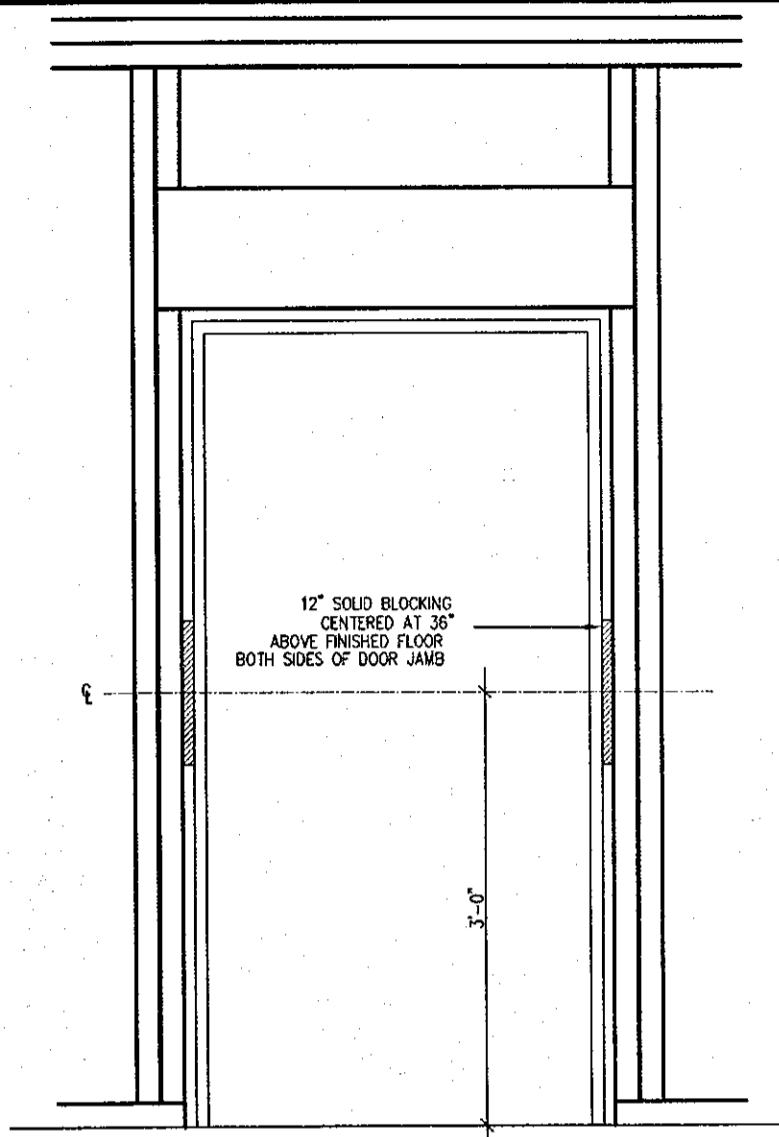 12" SOLID BLOCKING
CENTERED AT 36"
ABOVE FINISHED FLOOR
BOTH SIDES OF DOOR JAMB
℄
3'-0"